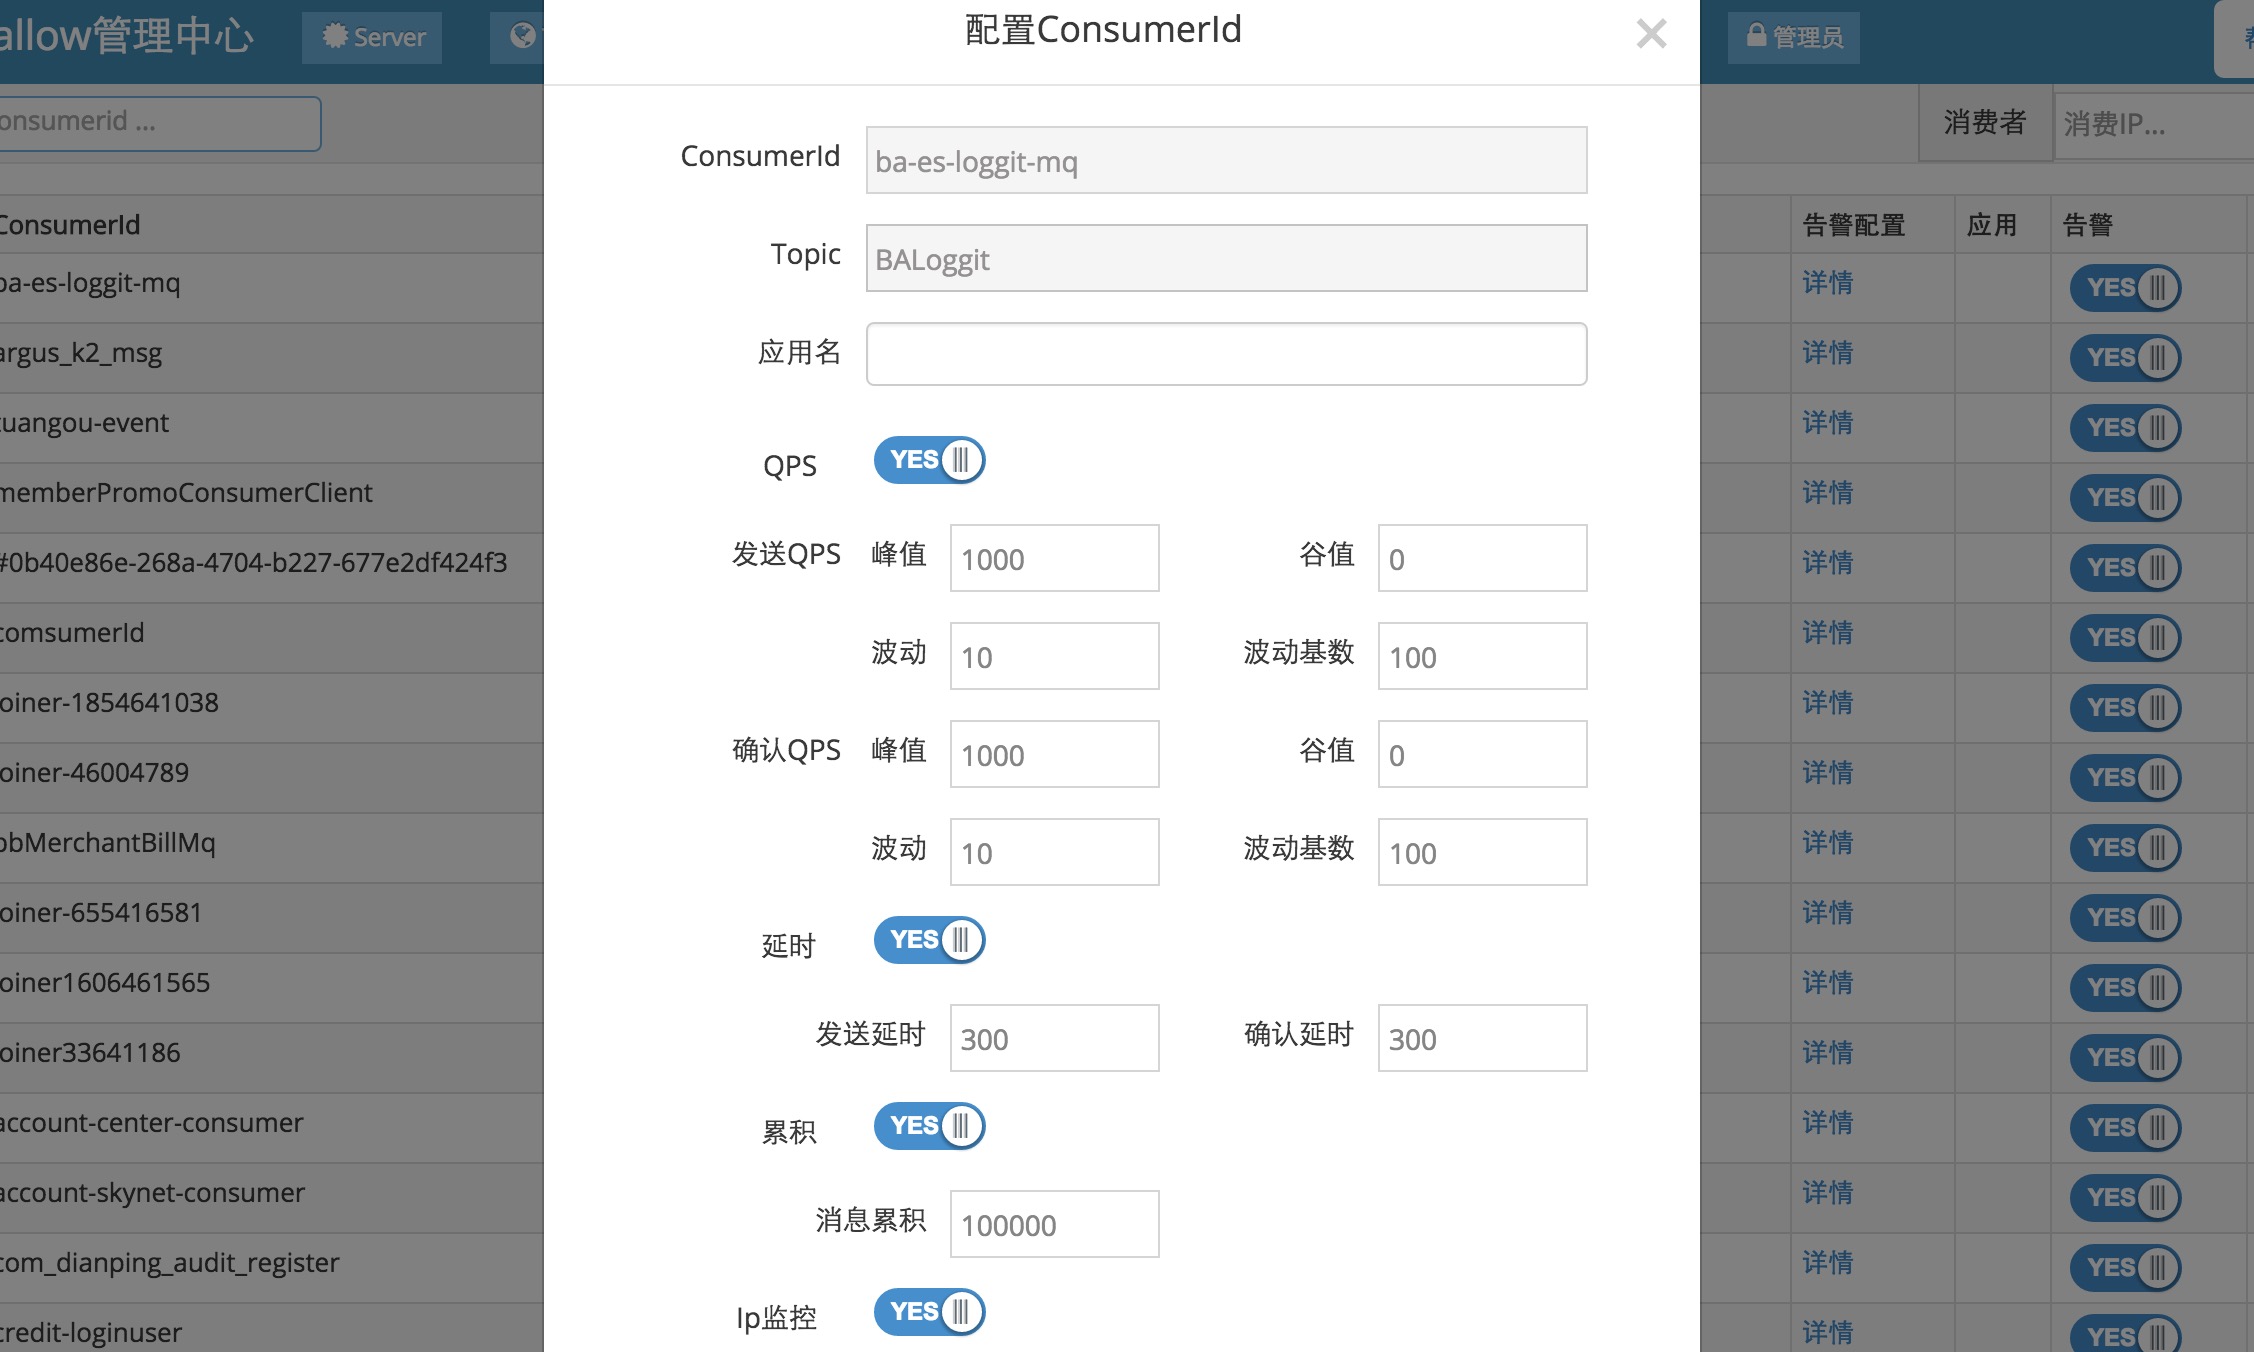 allow管理中心 Server 管理员
配置ConsumerId
onsumerid ...
消费者 消费IP...
ConsumerId ba-es-loggit-mq
Topic BALoggit
应用名
QPS YES
发送QPS 峰值 1000 谷值 0
波动 10 波动基数 100
确认QPS 峰值 1000 谷值 0
波动 10 波动基数 100
延时 YES
发送延时 300 确认延时 300
累积 YES
消息累积 100000
Ip监控 YES
ConsumerId 告警配置 应用 告警
ba-es-loggit-mq 详情 YES
argus_k2_msg 详情 YES
tuangou-event 详情 YES
memberPromoConsumerClient 详情 YES
#0b40e86e-268a-4704-b227-677e2df424f3 详情 YES
comsumerId 详情 YES
oiner-1854641038 详情 YES
oiner-46004789 详情 YES
bbMerchantBillMq 详情 YES
oiner-655416581 详情 YES
oiner1606461565 详情 YES
oiner33641186 详情 YES
account-center-consumer 详情 YES
account-skynet-consumer 详情 YES
com_dianping_audit_register 详情 YES
credit-loginuser 详情 YES